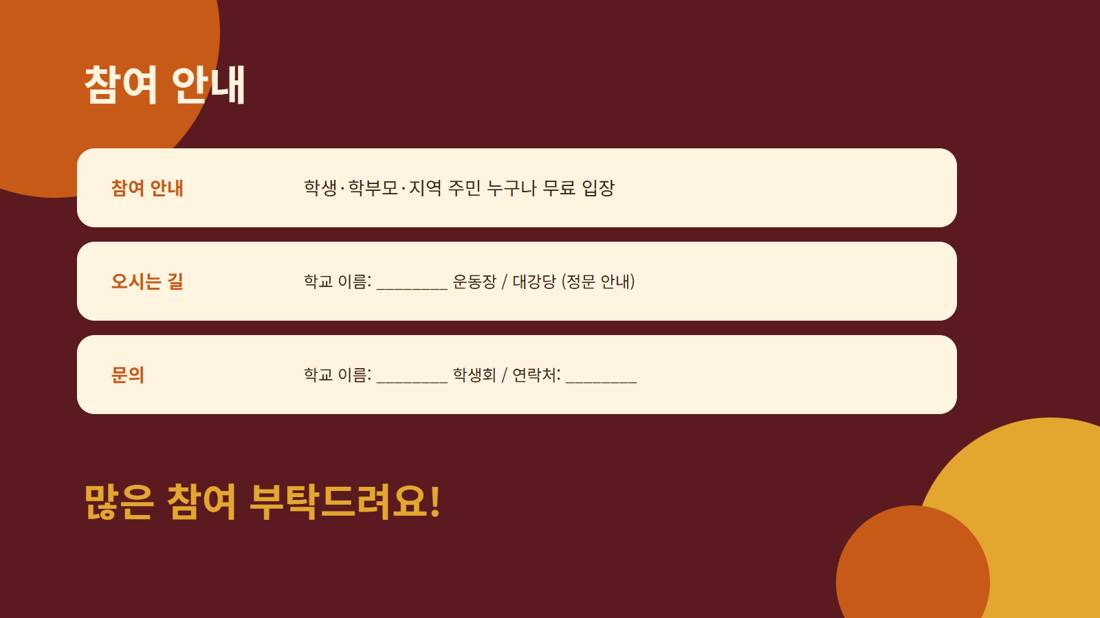 참여 안내
참여 안내 학생·학부모·지역 주민 누구나 무료 입장
오시는 길 학교 이름: ________ 운동장 / 대강당 (정문 안내)
문의 학교 이름: ________ 학생회 / 연락처: ________
많은 참여 부탁드려요!